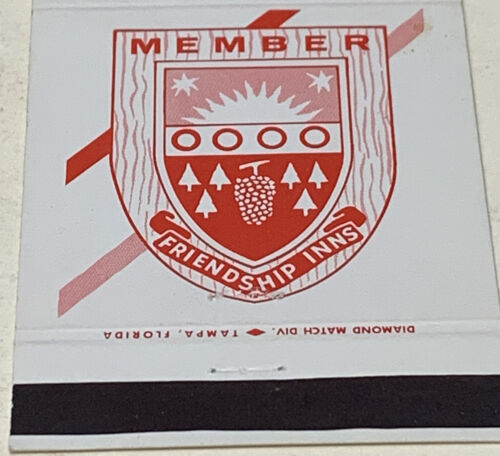 MEMBER
FRIENDSHIP INNS
DIAMOND MATCH DIV. ◆ TAMPA, FLORIDA